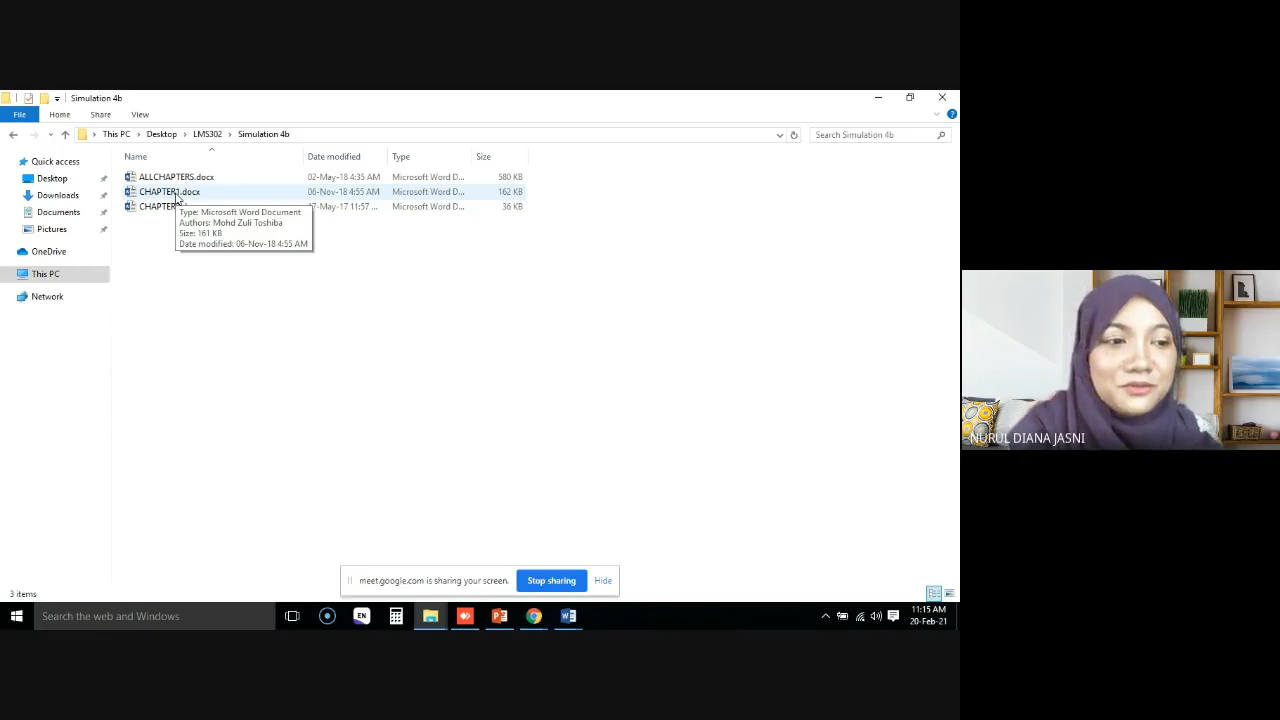 Simulation 4b
File Home Share View
This PC Desktop LMS302 Simulation 4b
Search Simulation 4b
Name Date modified Type Size
Quick access
Desktop
Downloads
Documents
Pictures
OneDrive
This PC
Network
ALLCHAPTERS.docx 02-May-18 4:35 AM Microsoft Word D... 580 KB
CHAPTER1.docx 06-Nov-18 4:55 AM Microsoft Word D... 162 KB
Microsoft Word D... 36 KB
Type: Microsoft Word Document
Authors: Mohd Zuli Toshiba
Size: 161 KB
Date modified: 06-Nov-18 4:55 AM
NURUL DIANA JASNI
meet.google.com is sharing your screen. Stop sharing Hide
3 items
Search the web and Windows
EN
11:15 AM
20-Feb-21